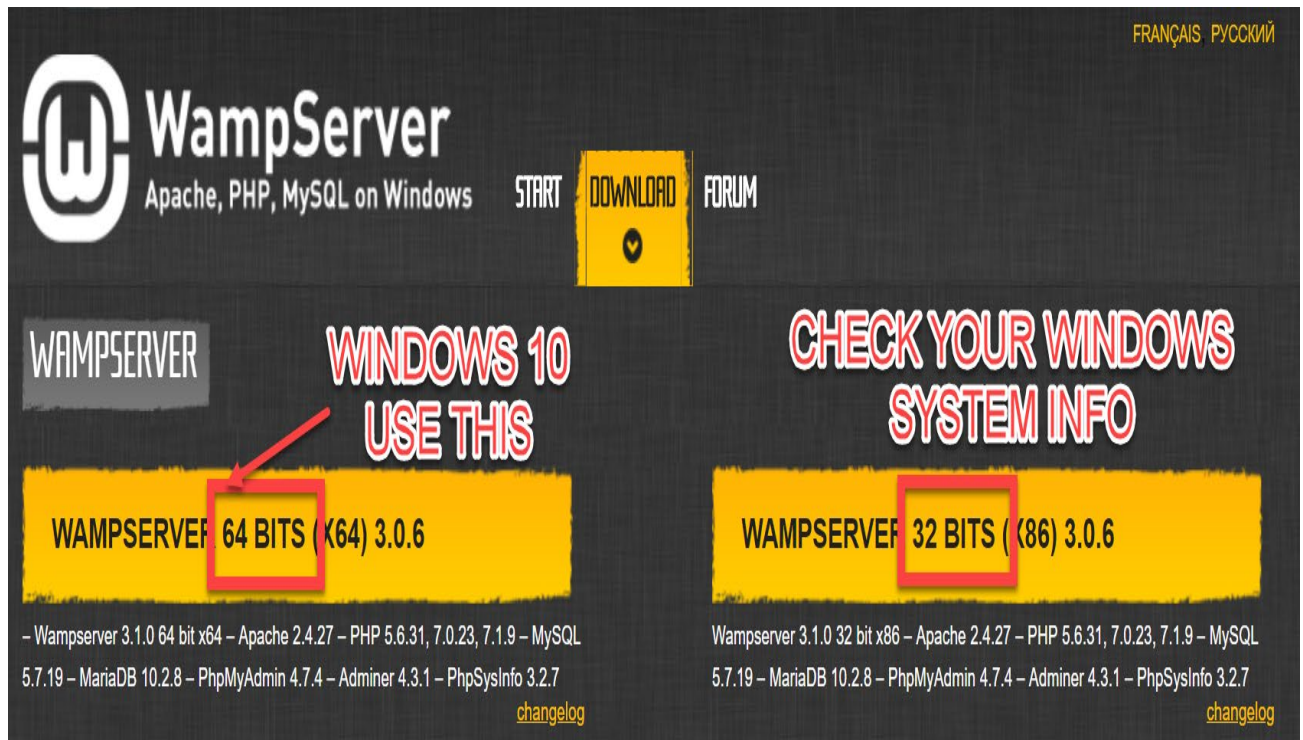 FRANÇAIS РУССКИЙ
WampServer
Apache, PHP, MySQL on Windows
START DOWNLOAD FORUM
WAMPSERVER
WINDOWS 10
USE THIS
CHECK YOUR WINDOWS
SYSTEM INFO
WAMPSERVER 64 BITS (X64) 3.0.6
WAMPSERVER 32 BITS (X86) 3.0.6
– Wampserver 3.1.0 64 bit x64 – Apache 2.4.27 – PHP 5.6.31, 7.0.23, 7.1.9 – MySQL
5.7.19 – MariaDB 10.2.8 – PhpMyAdmin 4.7.4 – Adminer 4.3.1 – PhpSysInfo 3.2.7
changelog
Wampserver 3.1.0 32 bit x86 – Apache 2.4.27 – PHP 5.6.31, 7.0.23, 7.1.9 – MySQL
5.7.19 – MariaDB 10.2.8 – PhpMyAdmin 4.7.4 – Adminer 4.3.1 – PhpSysInfo 3.2.7
changelog